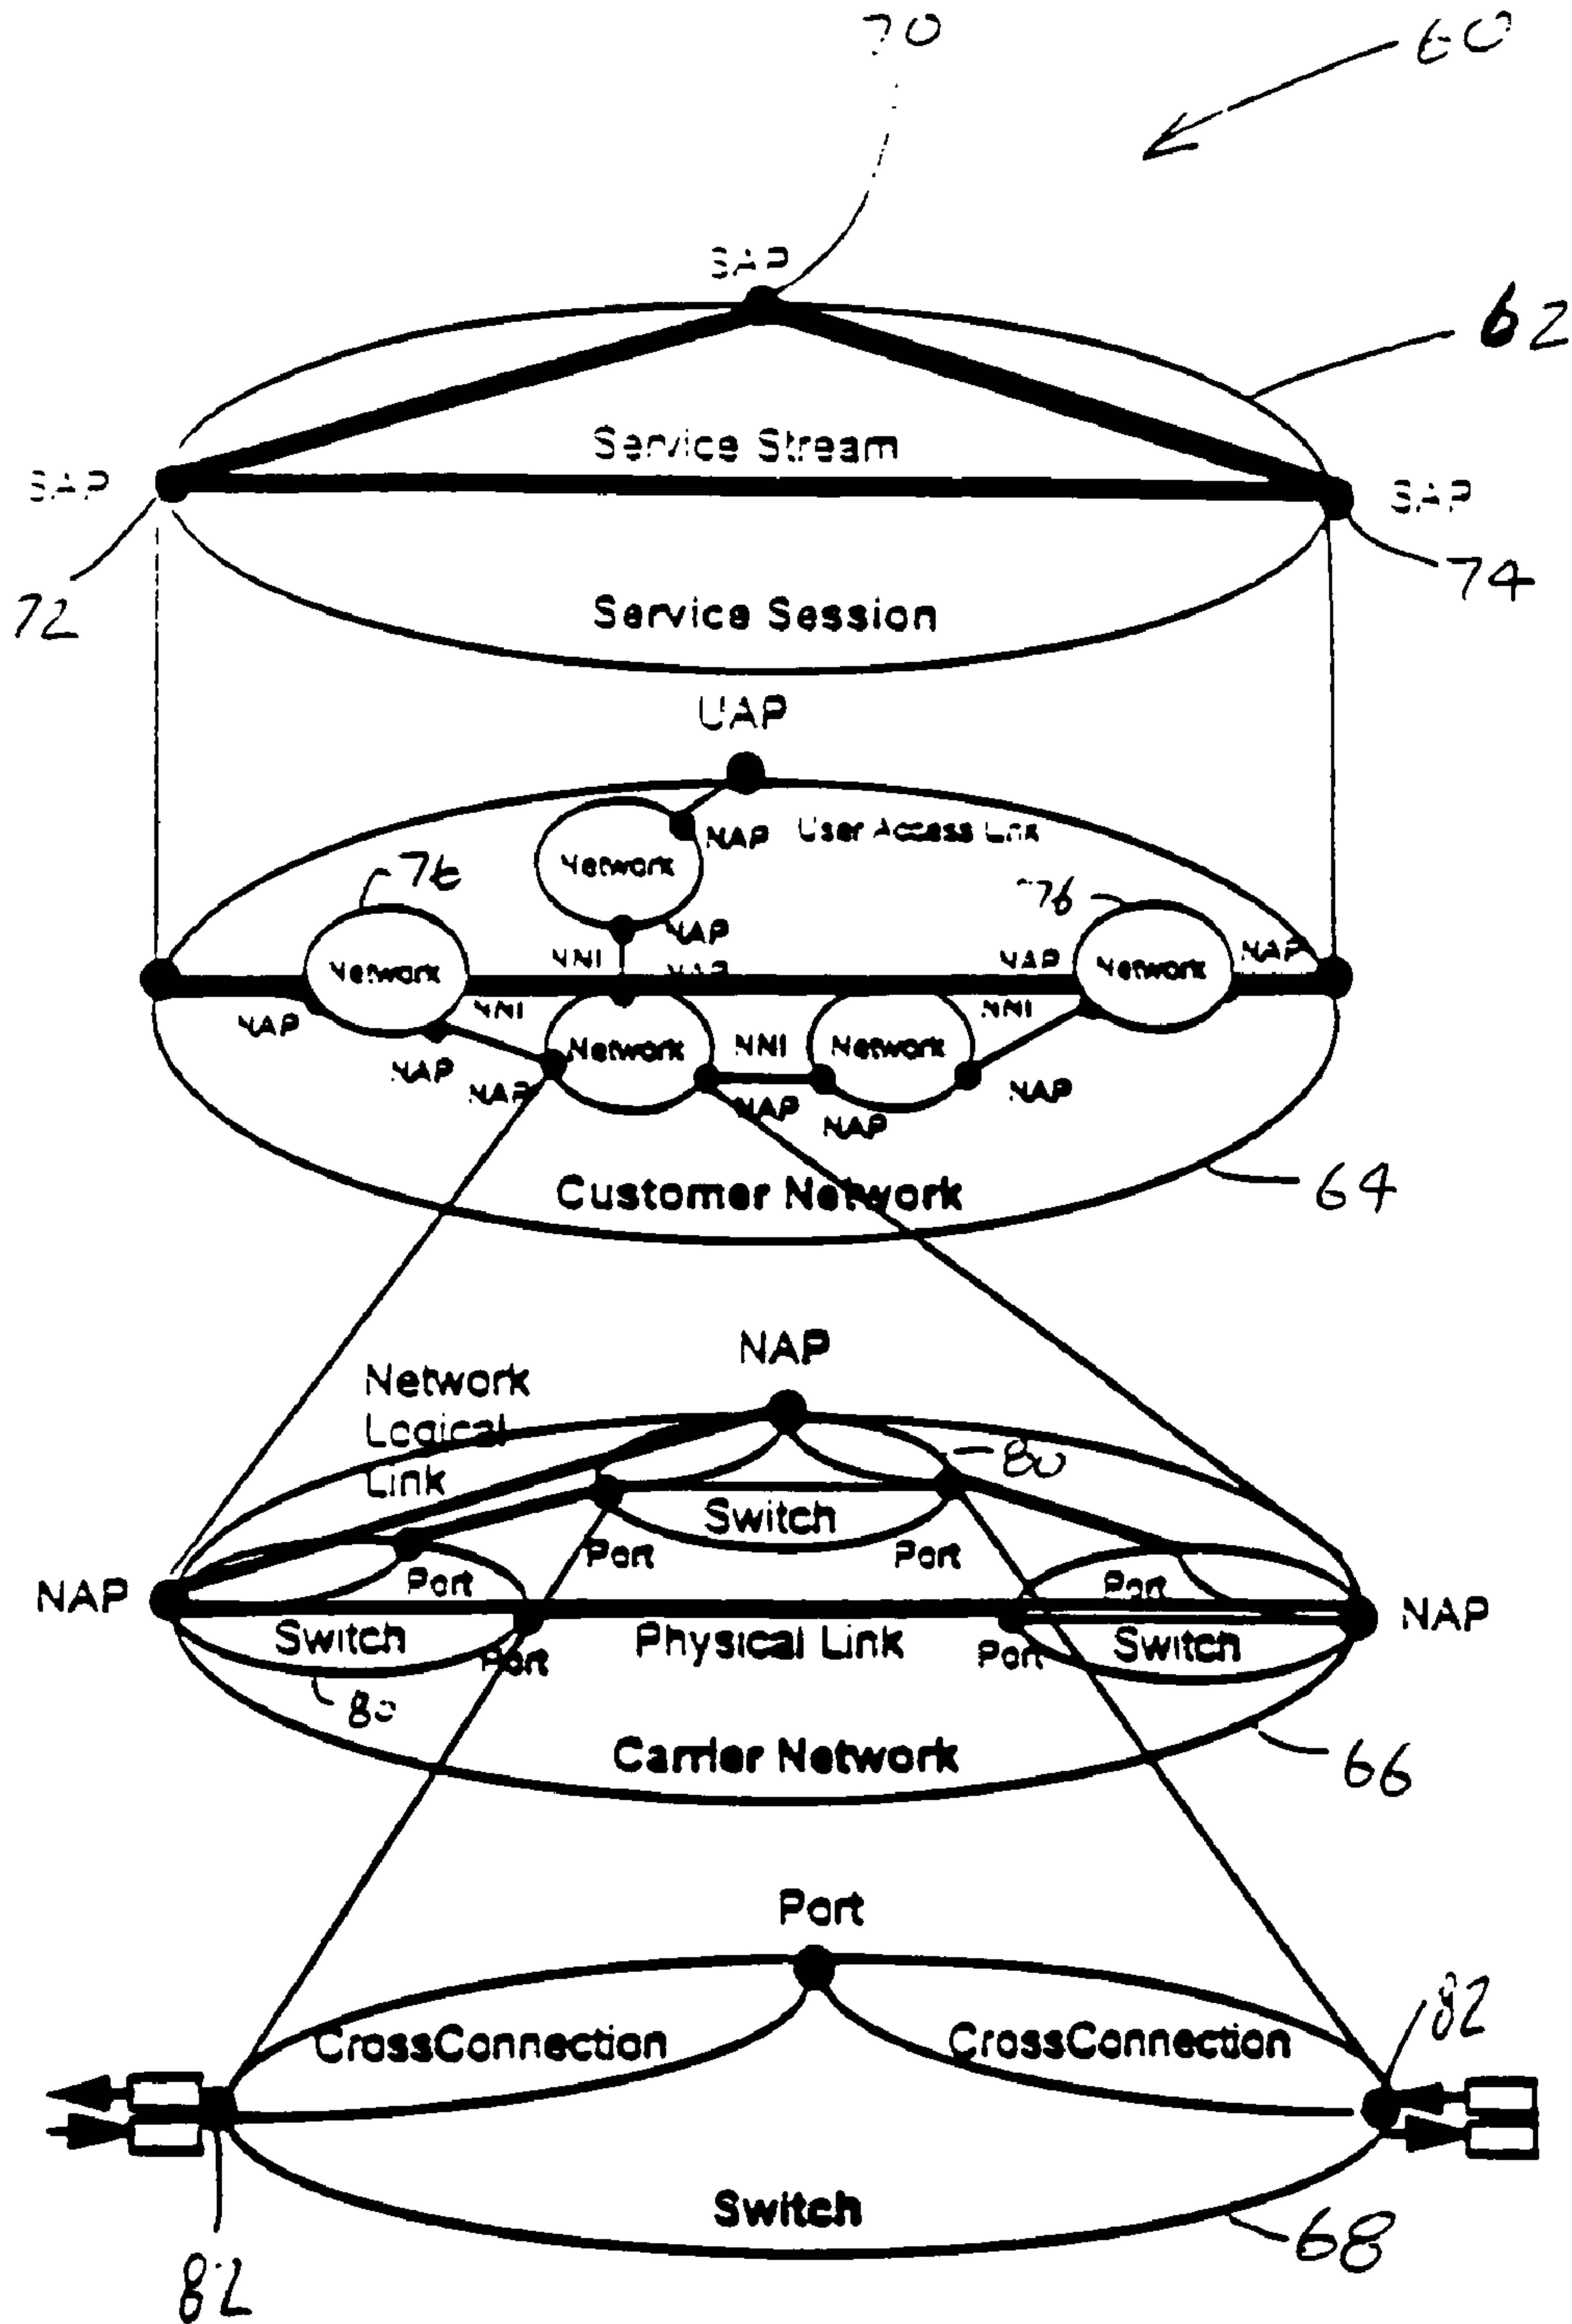 70
60
SAP
62
Service Stream
SAP
SAP
72
74
Service Session
UAP
NAP
User Access Link
Network
76
76
NAP
NNI
NAP
NAP
NAP
Network
Network
NAP
NNI
NNI
Network
NNI
Network
NAP
NAP
NAP
NAP
NAP
Customer Network
64
NAP
Network
Logical
Link
80
Switch
Port
Port
NAP
Port
Port
NAP
Switch
Port
Physical Link
Port
Switch
80
Carrier Network
66
Port
82
CrossConnection
CrossConnection
Switch
68
82